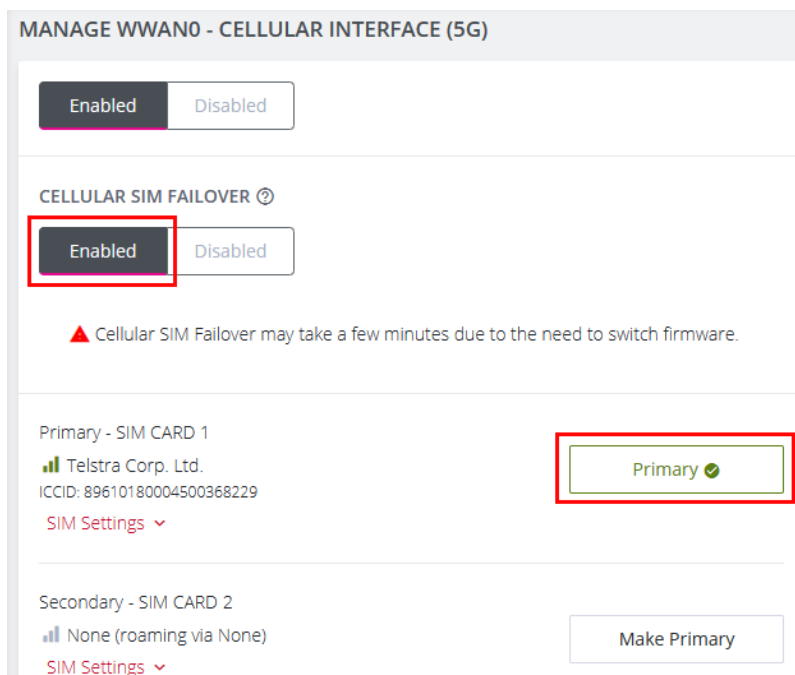 MANAGE WWAN0 - CELLULAR INTERFACE (5G)
Enabled Disabled
CELLULAR SIM FAILOVER
Enabled Disabled
Cellular SIM Failover may take a few minutes due to the need to switch firmware.
Primary - SIM CARD 1
Telstra Corp. Ltd.
ICCID: 89610180004500368229
SIM Settings
Primary
Secondary - SIM CARD 2
None (roaming via None)
SIM Settings
Make Primary